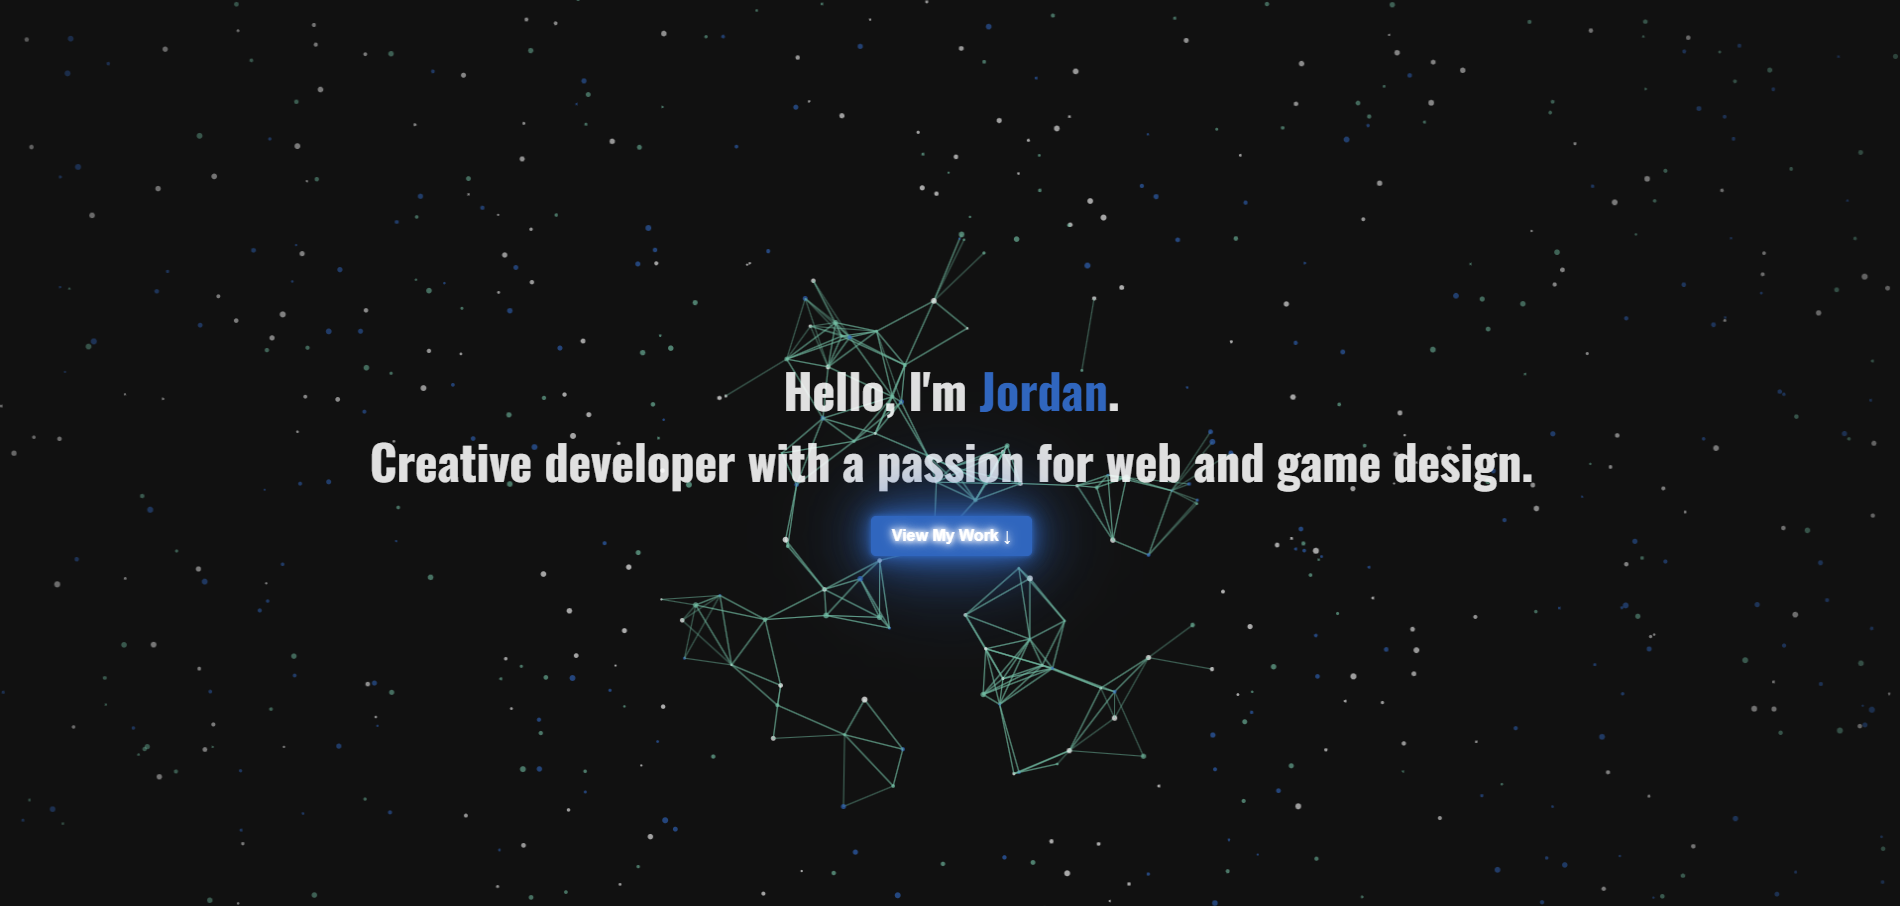 Hello, I'm Jordan.
Creative developer with a passion for web and game design.
View My Work ↓